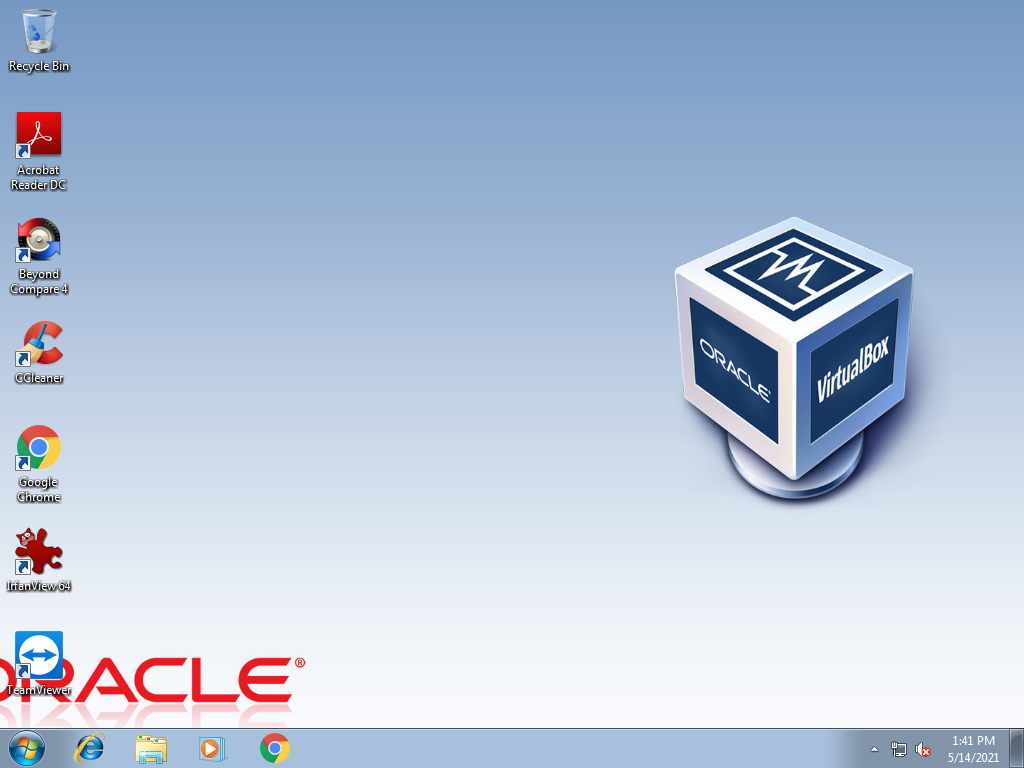 Recycle Bin
Acrobat
Reader DC
Beyond
Compare 4
CCleaner
Google
Chrome
IrfanView 64
TeamViewer
ORACLE®
ORACLE®
VirtualBox
1:41 PM
5/14/2021